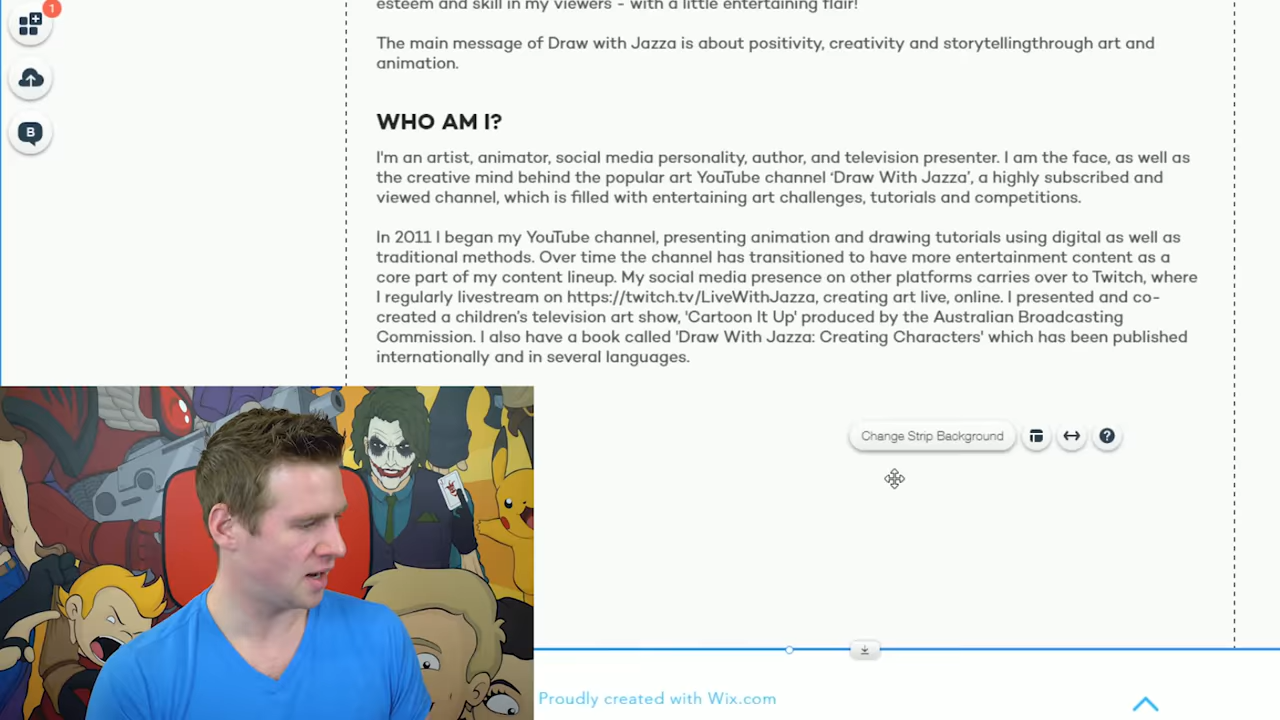 esteem and skill in my viewers - with a little entertaining flair!
1
The main message of Draw with Jazza is about positivity, creativity and storytellingthrough art and
animation.
B
WHO AM I?
I'm an artist, animator, social media personality, author, and television presenter. I am the face, as well as
the creative mind behind the popular art YouTube channel ‘Draw With Jazza’, a highly subscribed and
viewed channel, which is filled with entertaining art challenges, tutorials and competitions.
In 2011 I began my YouTube channel, presenting animation and drawing tutorials using digital as well as
traditional methods. Over time the channel has transitioned to have more entertainment content as a
core part of my content lineup. My social media presence on other platforms carries over to Twitch, where
I regularly livestream on https://twitch.tv/LiveWithJazza, creating art live, online. I presented and co-
created a children's television art show, 'Cartoon It Up' produced by the Australian Broadcasting
Commission. I also have a book called 'Draw With Jazza: Creating Characters' which has been published
internationally and in several languages.
Change Strip Background
?
Proudly created with Wix.com